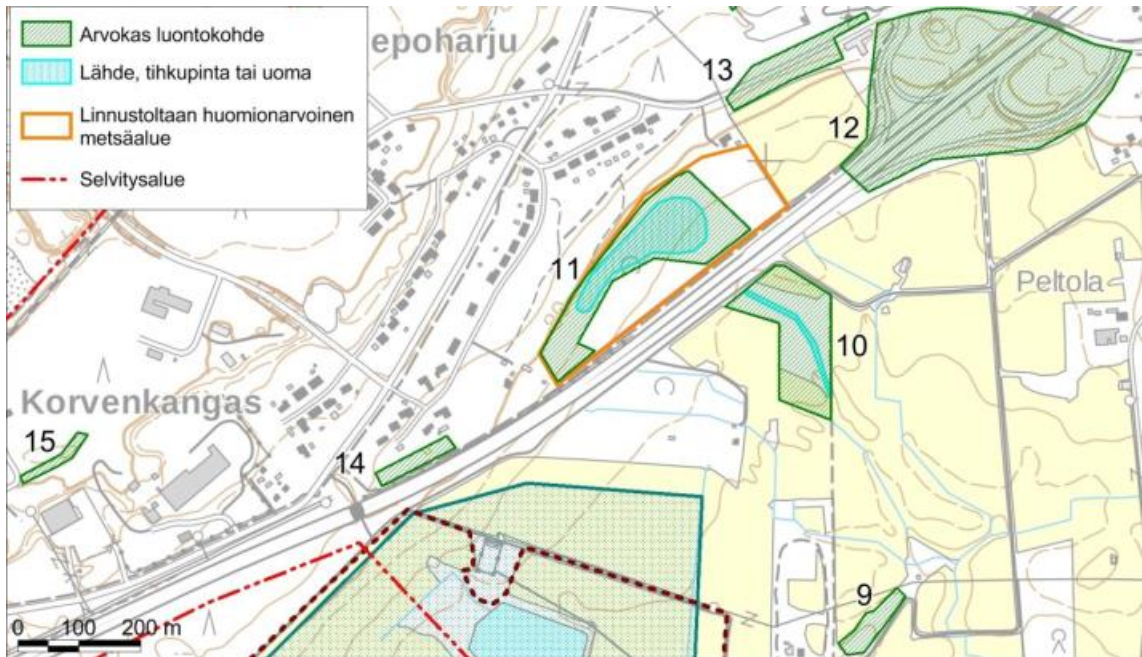 Arvokas luontokohde
Lähde, tihkupinta tai uoma
Linnustoltaan huomionarvoinen
metsäalue
Selvitysalue
epoharju
13
12
11
Peltola
10
Korvenkangas
15
14
9
0 100 200 m